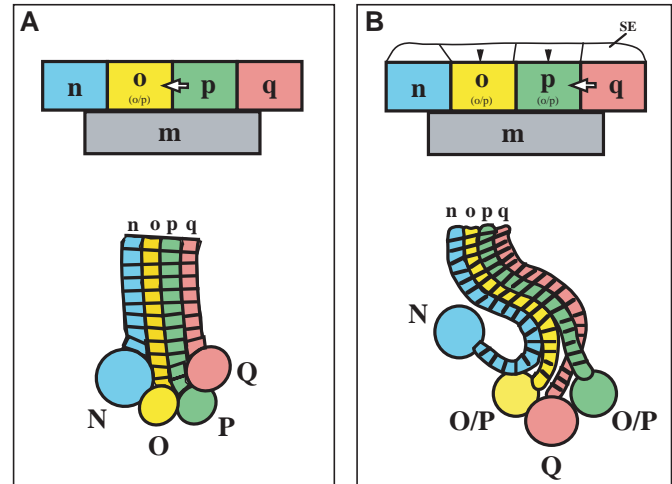 A
n o p q
(o/p)
m
n o p q
N O P Q
B
SE
n o p q
(o/p) (o/p)
m
n o p q
N
O/P Q O/P